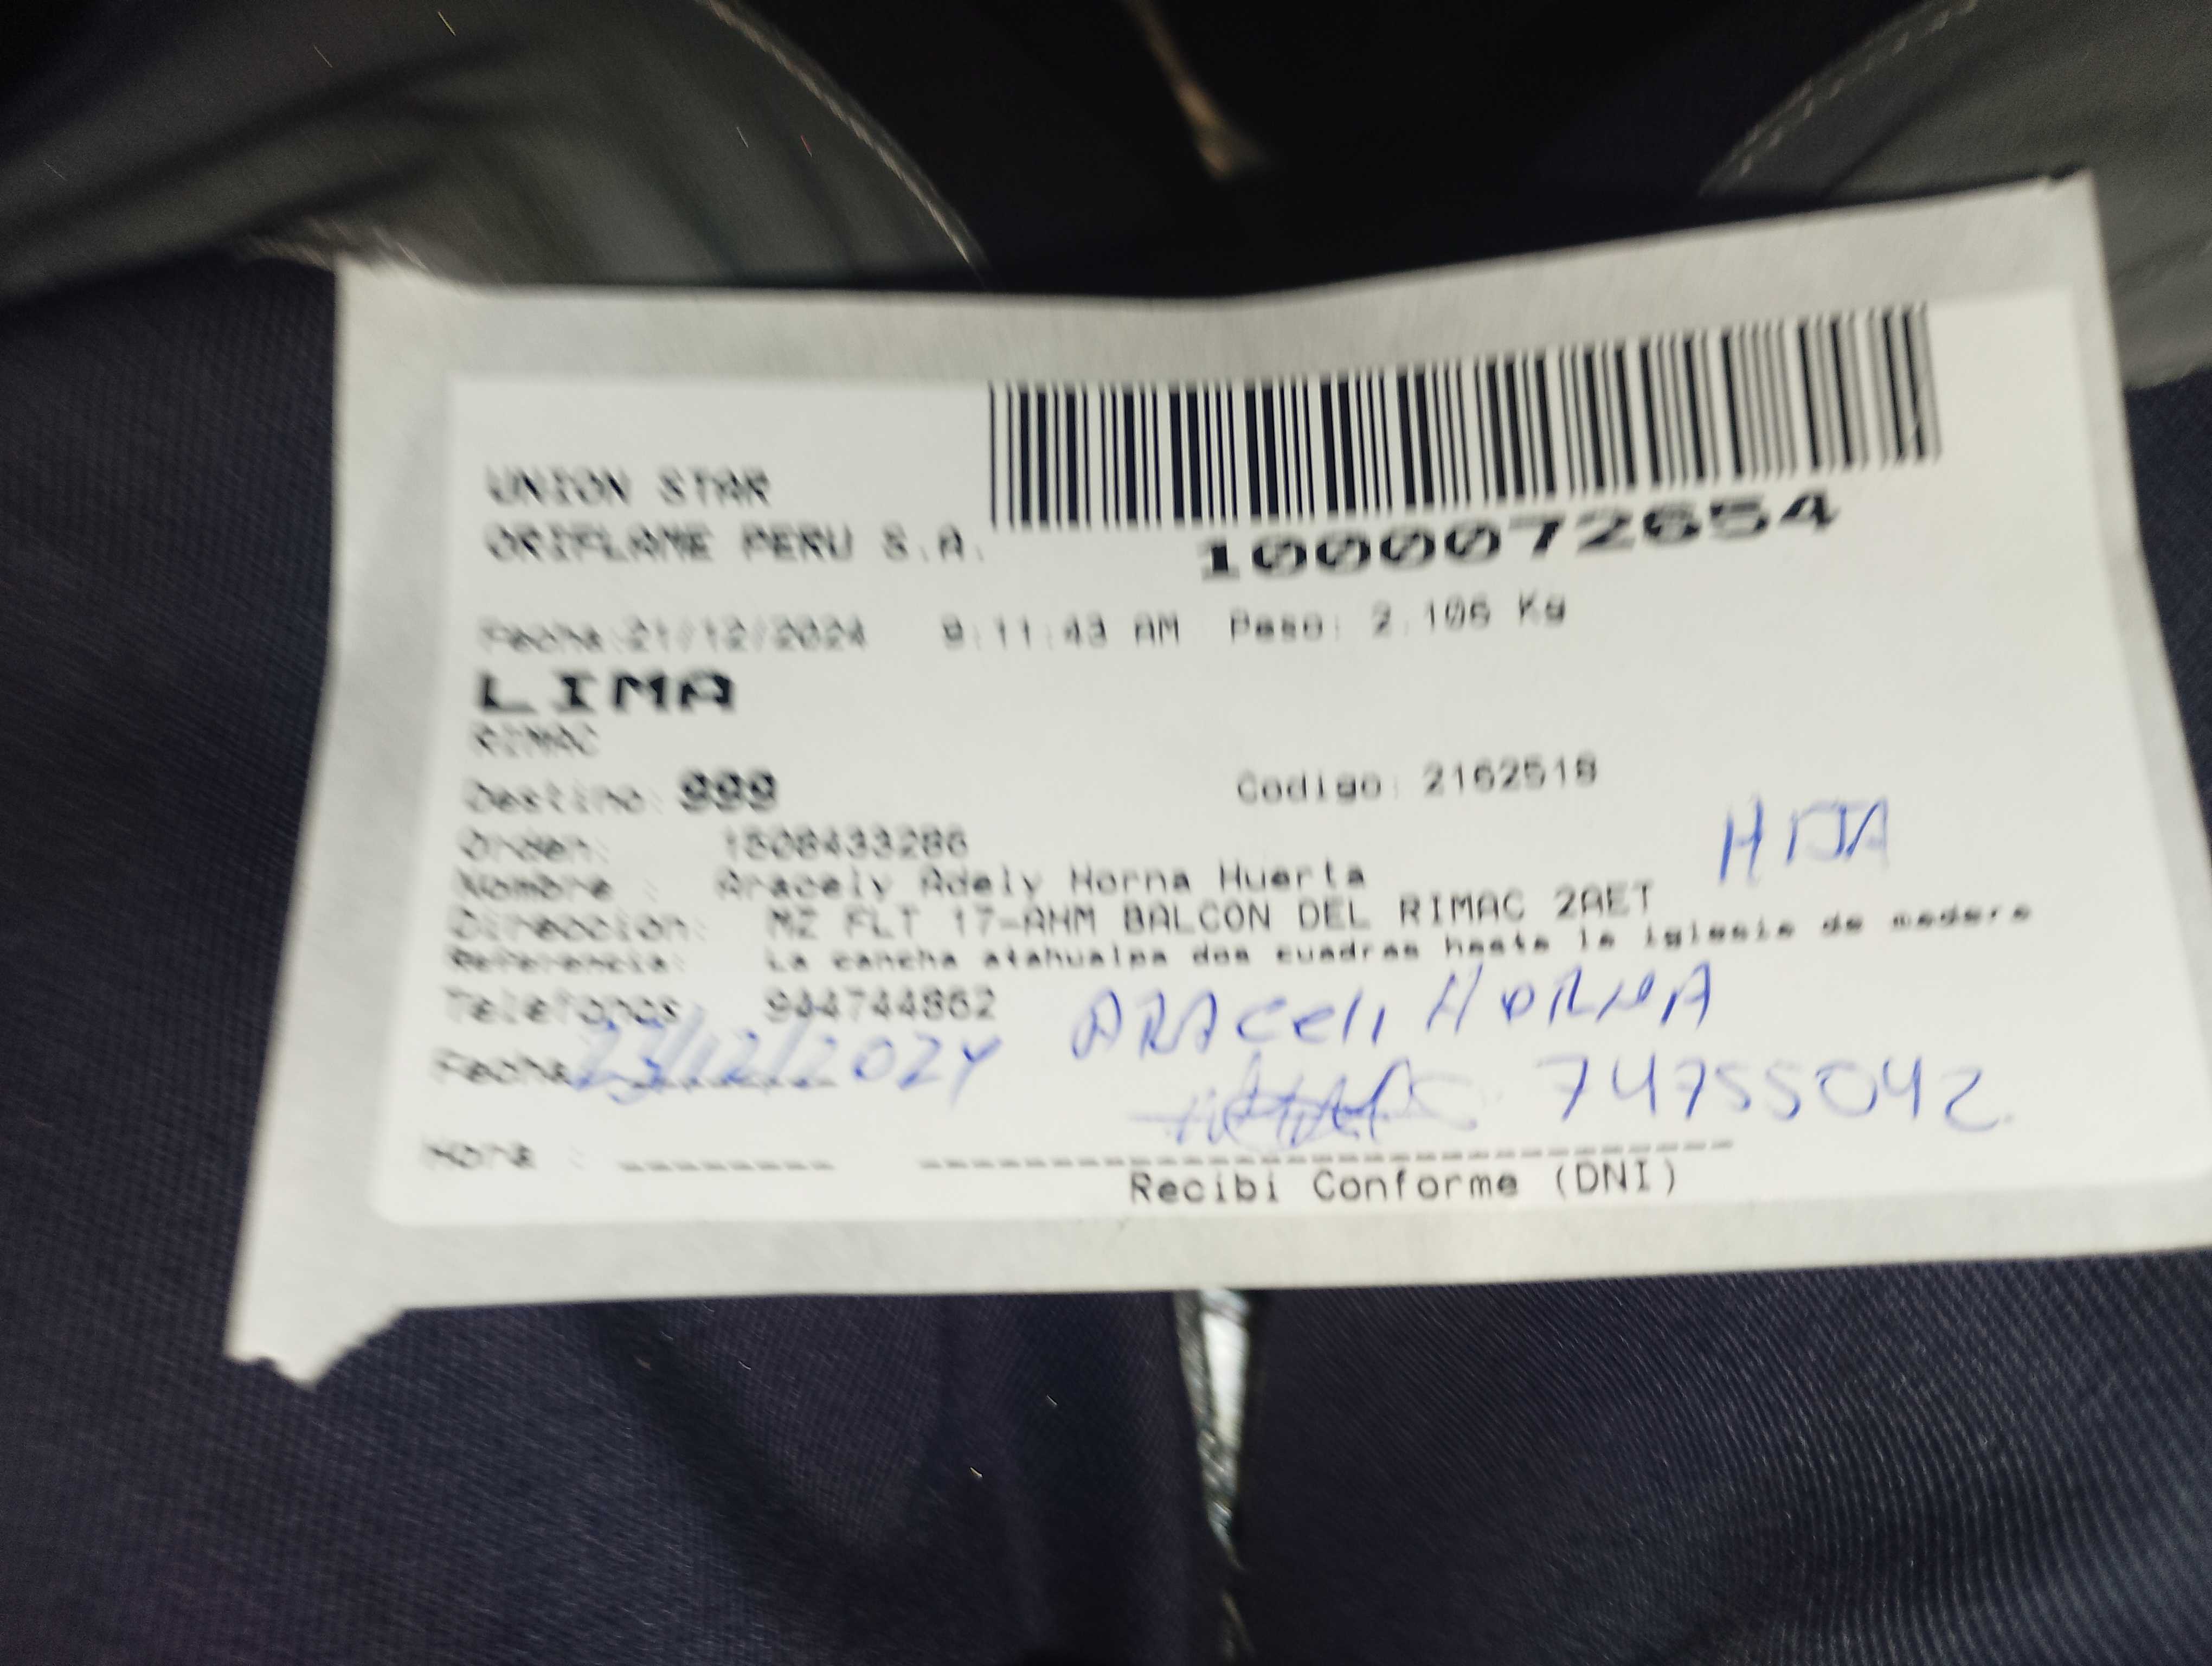 UNION STAR
ORIFLAME PERU S.A.
1000072654
Fecha:21/12/2024 9:11:43 AM Peso: 2.106 Kg
LIMA
RIMAC
Destino: 999 Codigo: 2162518
HIJA
Orden: 1508433286
Nombre : Aracely Adely Horna Huerta
Direccion: MZ FLT 17-AHM BALCON DEL RIMAC 2AET
Referencia: La cancha atahualpa dos cuadras hasta la iglesia de madera
Telefonos: 944744862
ARACeli HORNA
Fecha 23/12/2024
74755042
Hora :
Recibi Conforme (DNI)